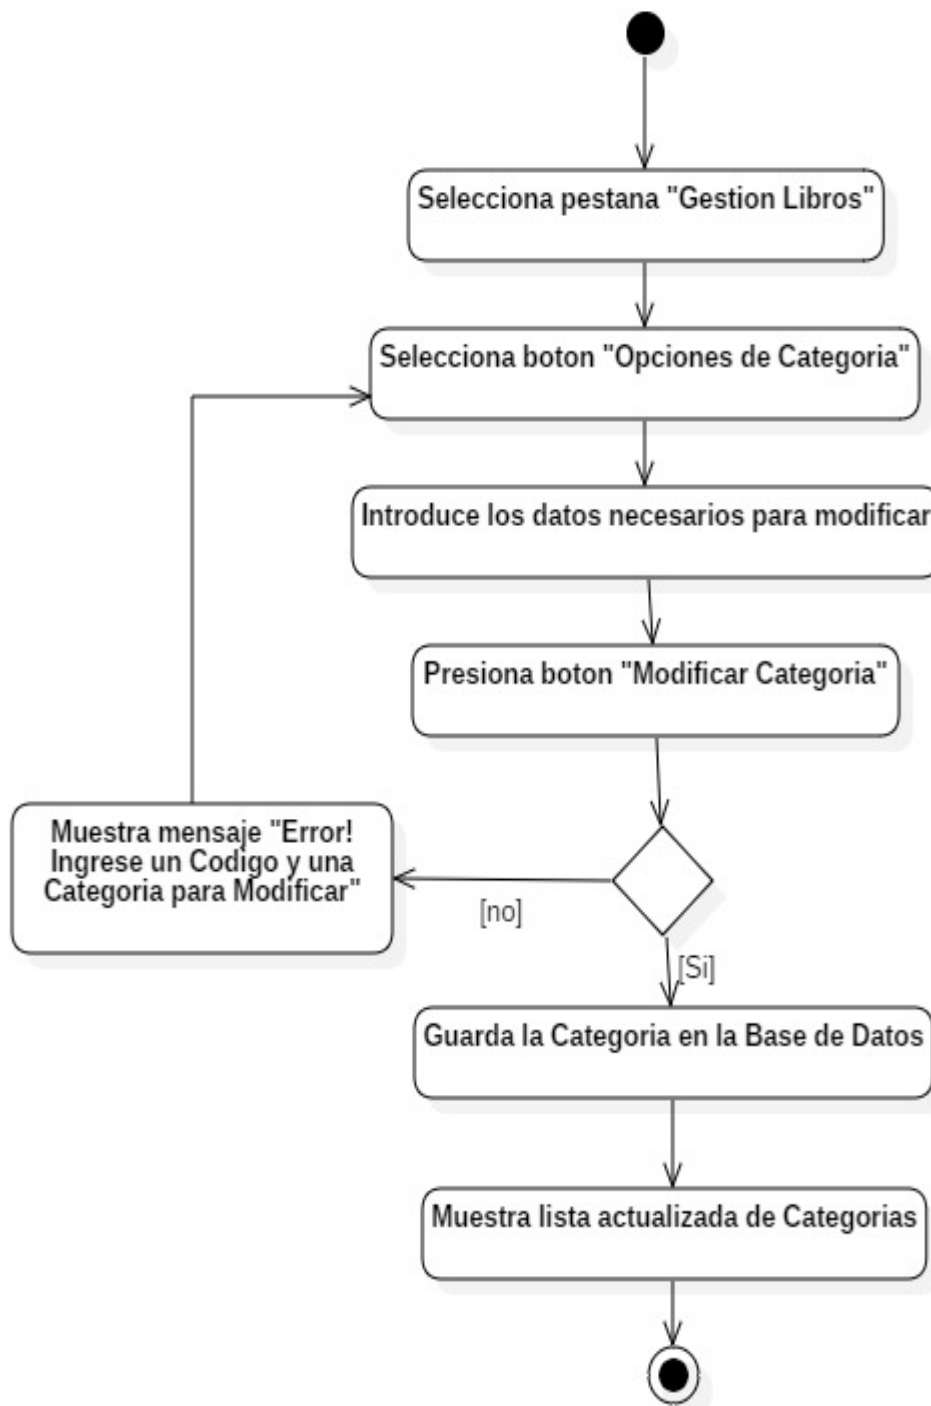 Selecciona pestana "Gestion Libros"
Selecciona boton "Opciones de Categoria"
Introduce los datos necesarios para modificar
Presiona boton "Modificar Categoria"
Muestra mensaje "Error!
Ingrese un Codigo y una
Categoria para Modificar"
[no]
[Si]
Guarda la Categoria en la Base de Datos
Muestra lista actualizada de Categorias